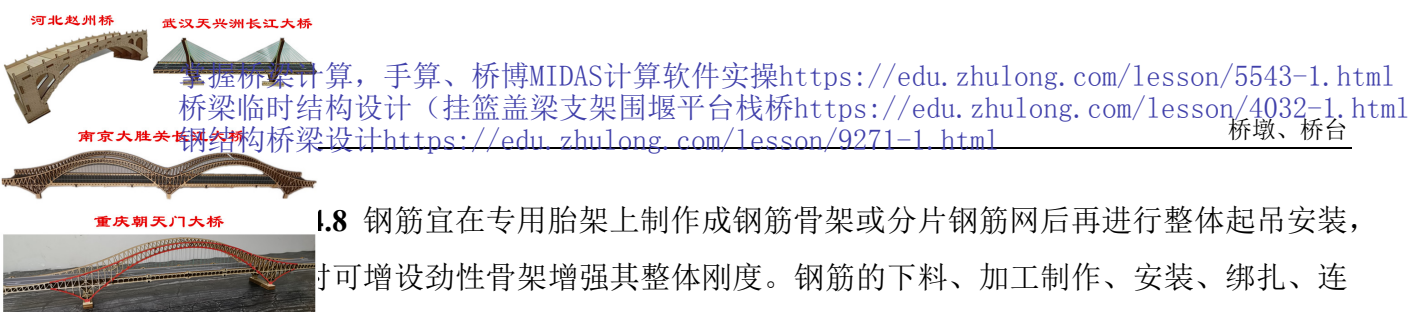 河北赵州桥
武汉天兴洲长江大桥
掌握桥梁计算，手算、桥博MIDAS计算软件实操https://edu.zhulong.com/lesson/5543-1.html
桥梁临时结构设计（挂篮盖梁支架围堰平台栈桥https://edu.zhulong.com/lesson/4032-1.html
南京大胜关长江大桥
钢结构桥梁设计https://edu.zhulong.com/lesson/9271-1.html
桥墩、桥台
重庆朝天门大桥
4.8 钢筋宜在专用胎架上制作成钢筋骨架或分片钢筋网后再进行整体起吊安装，
时可增设劲性骨架增强其整体刚度。钢筋的下料、加工制作、安装、绑扎、连